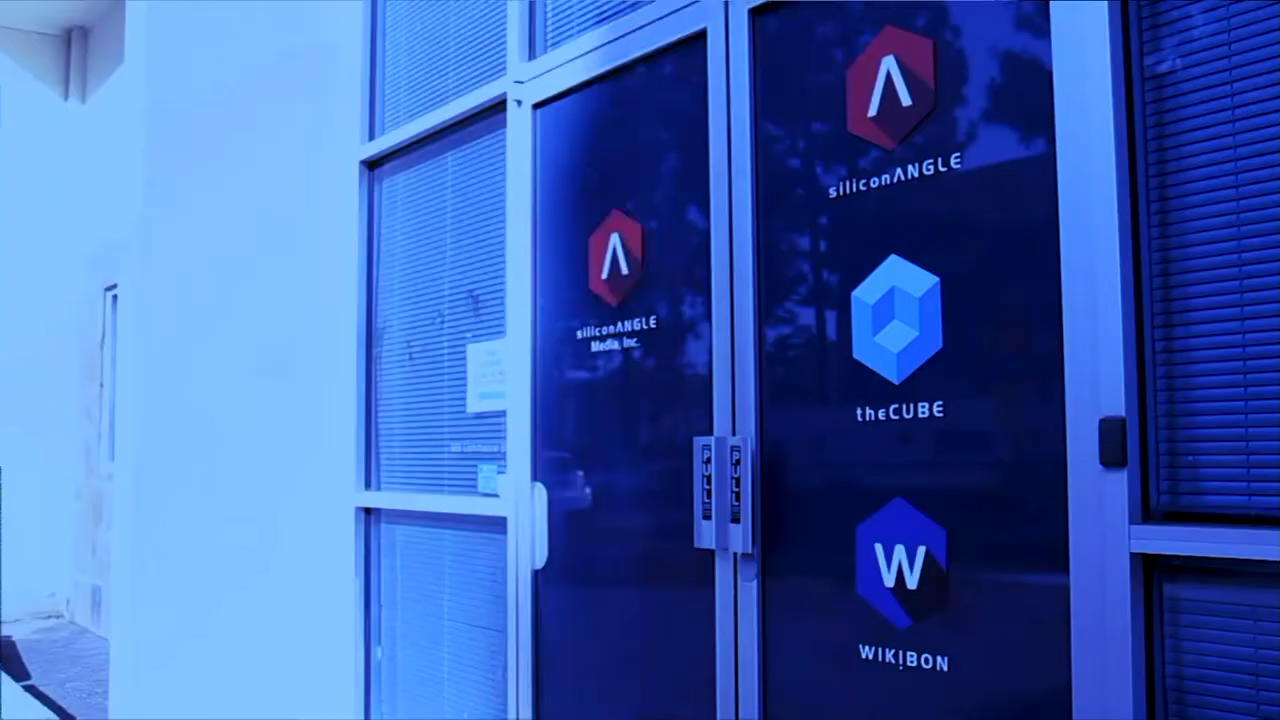 siliconANGLE
Media, Inc.
PULL
PULL
siliconANGLE
theCUBE
W
WIKIBON